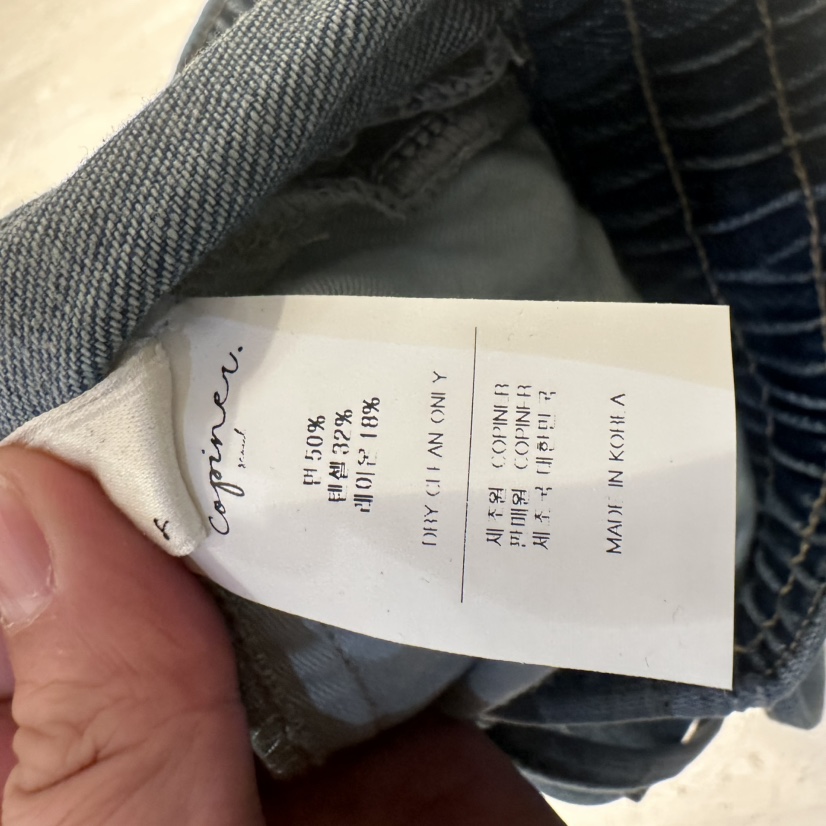 copiner.
seoul
면 50%
텐셀 32%
레이온 18%
DRY CLEAN ONLY
제조원 COPINER
판매원 COPINER
제조국 대한민국
MADE IN KOREA